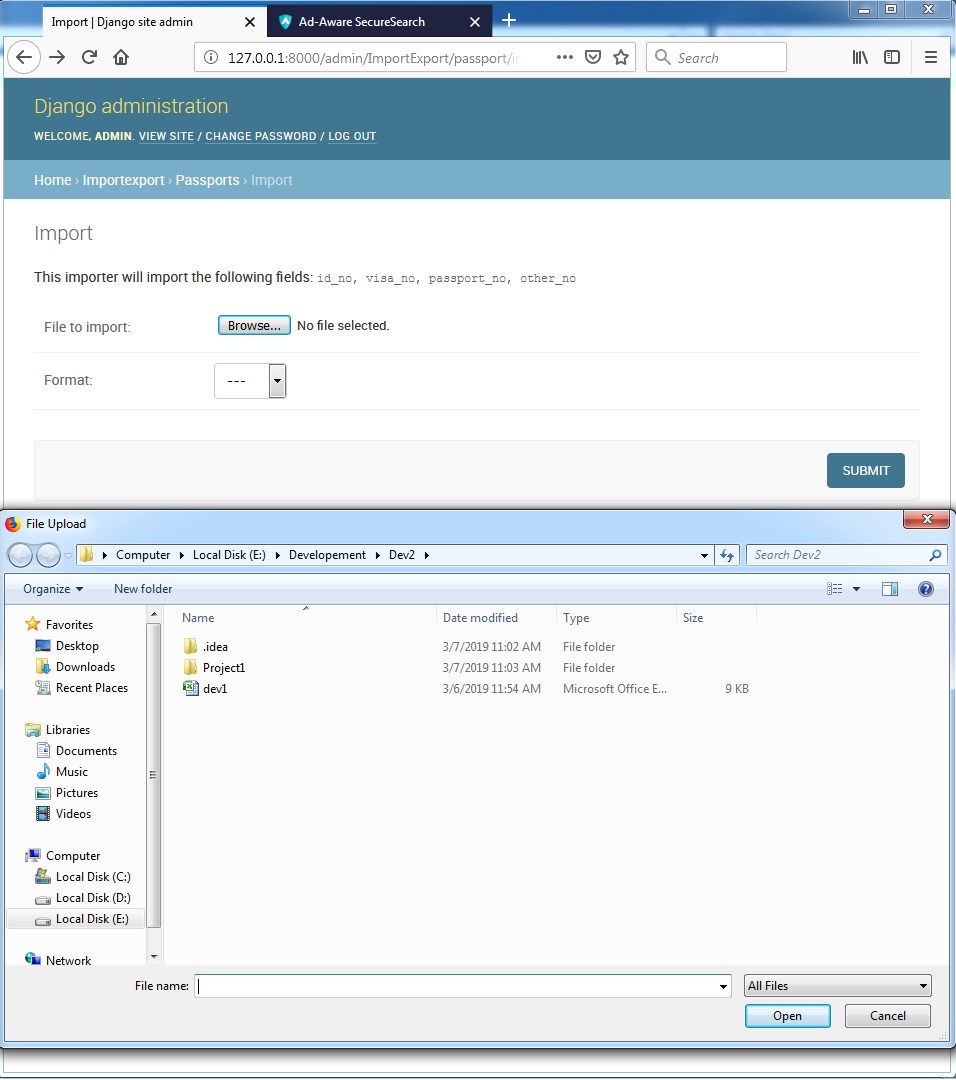 Import | Django site admin
Ad-Aware SecureSearch
127.0.0.1:8000/admin/ImportExport/passport/
Search
Django administration
WELCOME, ADMIN. VIEW SITE / CHANGE PASSWORD / LOG OUT
Home › Importexport › Passports › Import
Import
This importer will import the following fields: id_no, visa_no, passport_no, other_no
File to import: Browse... No file selected.
Format: ---
SUBMIT
File Upload
Computer Local Disk (E:) Developement Dev2
Search Dev2
Organize New folder
Name Date modified Type Size
.idea 3/7/2019 11:02 AM File folder
Project1 3/7/2019 11:03 AM File folder
dev1 3/6/2019 11:54 AM Microsoft Office E... 9 KB
Favorites
Desktop
Downloads
Recent Places
Libraries
Documents
Music
Pictures
Videos
Computer
Local Disk (C:)
Local Disk (D:)
Local Disk (E:)
Network
File name:
All Files
Open Cancel